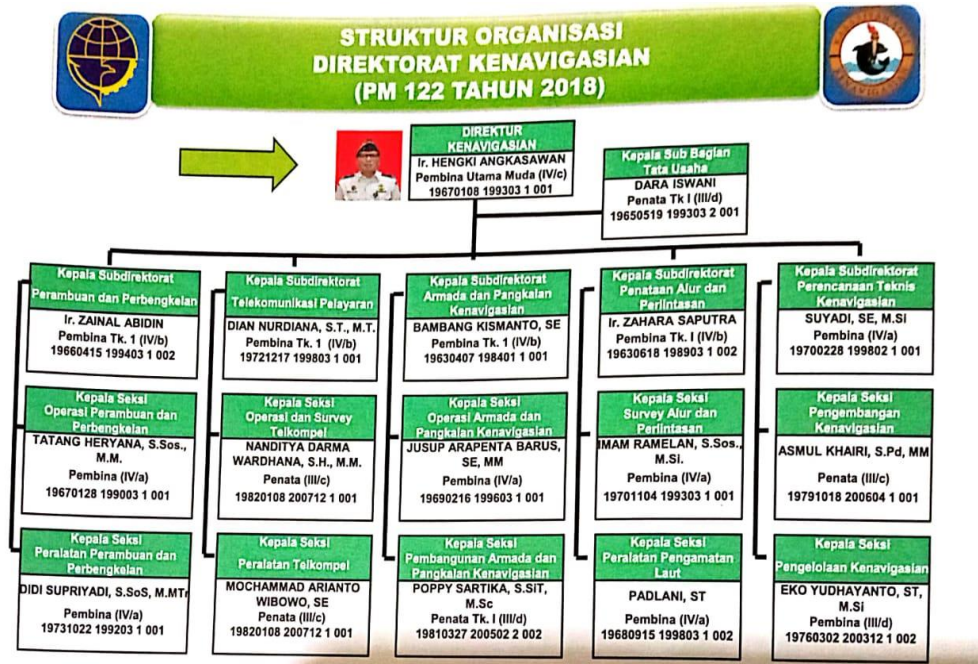 STRUKTUR ORGANISASI
DIREKTORAT KENAVIGASIAN
(PM 122 TAHUN 2018)
DIREKTUR
KENAVIGASIAN
Ir. HENGKI ANGKASAWAN
Pembina Utama Muda (IV/c)
19670108 199303 1 001
Kepala Sub Bagian
Tata Usaha
DARA ISWANI
Penata Tk I (III/d)
19650519 199303 2 001
Kepala Subdirektorat
Perambuan dan Perbengkelan
Ir. ZAINAL ABIDIN
Pembina Tk. 1 (IV/b)
19660415 199403 1 002
Kepala Subdirektorat
Telekomunikasi Pelayaran
DIAN NURDIANA, S.T., M.T.
Pembina Tk. 1 (IV/b)
19721217 199803 1 001
Kepala Subdirektorat
Armada dan Pangkalan
Kenavigasian
BAMBANG KISMANTO, SE
Pembina Tk. 1 (IV/b)
19630407 198401 1 001
Kepala Subdirektorat
Penataan Alur dan
Perlintasan
Ir. ZAHARA SAPUTRA
Pembina Tk. I (IV/b)
19630618 198903 1 002
Kepala Subdirektorat
Perencanaan Teknis
Kenavigasian
SUYADI, SE, M.Si
Pembina (IV/a)
19700228 199802 1 001
Kepala Seksi
Operasi Perambuan dan
Perbengkelan
TATANG HERYANA, S.Sos.,
M.M.
Pembina (IV/a)
19670128 199003 1 001
Kepala Seksi
Operasi dan Survey
Telkompel
NANDITYA DARMA
WARDHANA, S.H., M.M.
Penata (III/c)
19820108 200712 1 001
Kepala Seksi
Operasi Armada dan
Pangkalan Kenavigasian
JUSUP ARAPENTA BARUS,
SE, MM
Pembina (IV/a)
19690216 199603 1 001
Kepala Seksi
Survey Alur dan
Perlintasan
IMAM RAMELAN, S.Sos.,
M.Si.
Pembina (IV/a)
19701104 199303 1 001
Kepala Seksi
Pengembangan
Kenavigasian
ASMUL KHAIRI, S.Pd, MM
Penata (III/c)
19791018 200604 1 001
Kepala Seksi
Peralatan Perambuan dan
Perbengkelan
DIDI SUPRIYADI, S.SoS, M.MTr
Pembina (IV/a)
19731022 199203 1 001
Kepala Seksi
Peralatan Telkompel
MOCHAMMAD ARIANTO
WIBOWO, SE
Penata (III/c)
19820108 200712 1 001
Kepala Seksi
Pembangunan Armada dan
Pangkalan Kenavigasian
POPPY SARTIKA, S.SiT,
M.Sc
Penata Tk. I (III/d)
19810327 200502 2 002
Kepala Seksi
Peralatan Pengamatan
Laut
PADLANI, ST
Pembina (IV/a)
19680915 199803 1 002
Kepala Seksi
Pengelolaan Kenavigasian
EKO YUDHAYANTO, ST,
M.Si
Pembina (III/d)
19760302 200312 1 002